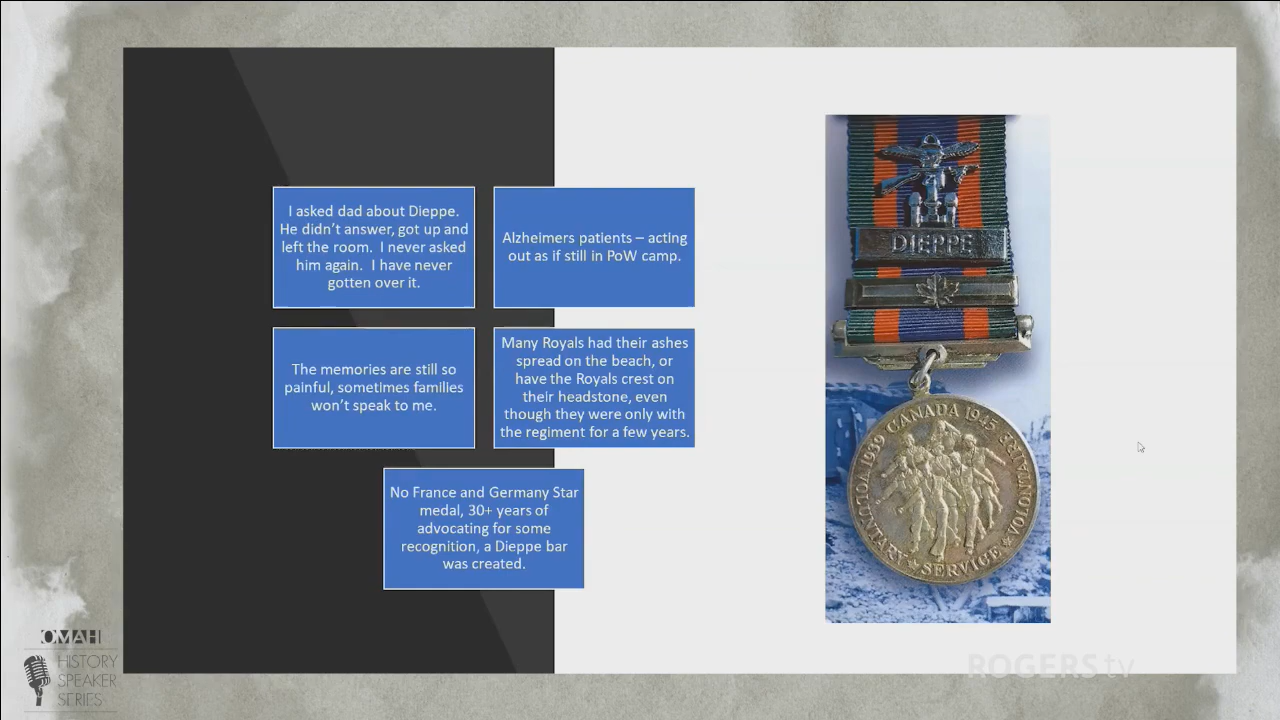 I asked dad about Dieppe.
He didn't answer, got up and
left the room. I never asked
him again. I have never
gotten over it.
Alzheimers patients – acting
out as if still in PoW camp.
The memories are still so
painful, sometimes families
won't speak to me.
Many Royals had their ashes
spread on the beach, or
have the Royals crest on
their headstone, even
though they were only with
the regiment for a few years.
No France and Germany Star
medal, 30+ years of
advocating for some
recognition, a Dieppe bar
was created.
DIEPPE
1939 CANADA 1945 VOLONTAIRE
VOLUNTARY SERVICE
OMAH
HISTORY
SPEAKER
SERIES
ROGERS tv